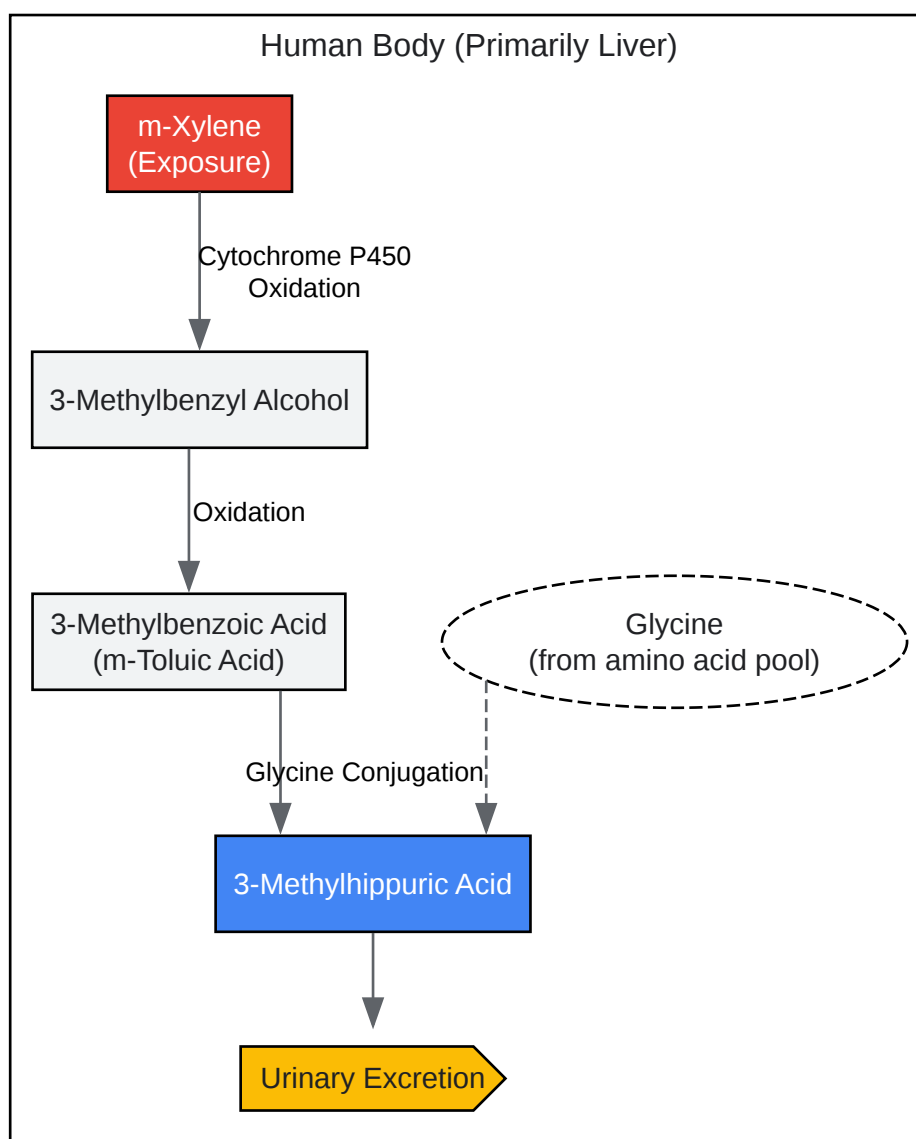 Human Body (Primarily Liver)
m-Xylene
(Exposure)
Cytochrome P450
Oxidation
3-Methylbenzyl Alcohol
Oxidation
3-Methylbenzoic Acid
(m-Toluic Acid)
Glycine
(from amino acid pool)
Glycine Conjugation
3-Methylhippuric Acid
Urinary Excretion